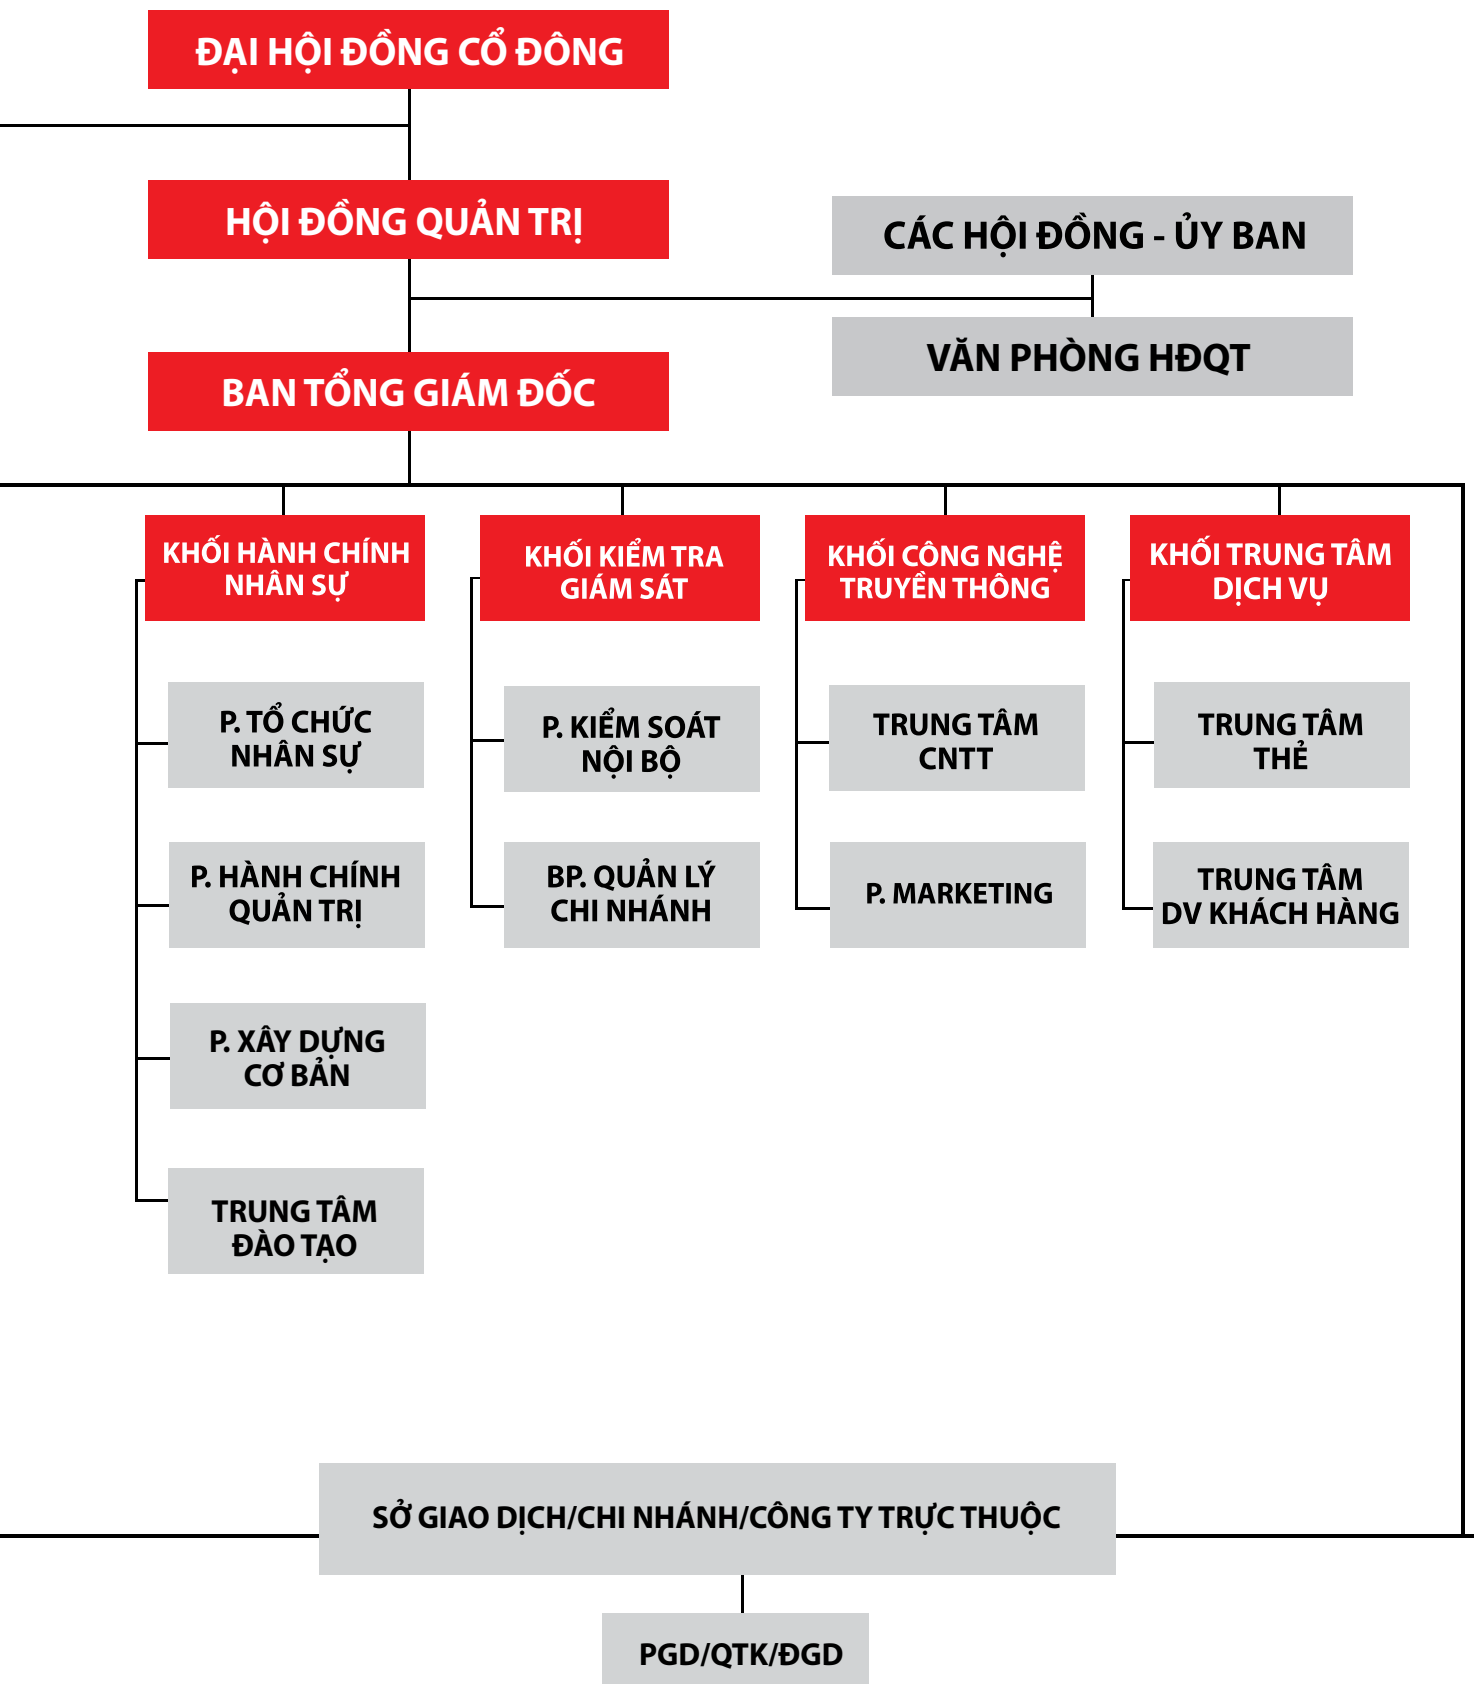 ĐẠI HỘI ĐỒNG CỔ ĐÔNG
HỘI ĐỒNG QUẢN TRỊ
CÁC HỘI ĐỒNG - ỦY BAN
VĂN PHÒNG HĐQT
BAN TỔNG GIÁM ĐỐC
KHỐI HÀNH CHÍNH
NHÂN SỰ
P. TỔ CHỨC
NHÂN SỰ
P. HÀNH CHÍNH
QUẢN TRỊ
P. XÂY DỰNG
CƠ BẢN
TRUNG TÂM
ĐÀO TẠO
KHỐI KIỂM TRA
GIÁM SÁT
P. KIỂM SOÁT
NỘI BỘ
BP. QUẢN LÝ
CHI NHÁNH
KHỐI CÔNG NGHỆ
TRUYỀN THÔNG
TRUNG TÂM
CNTT
P. MARKETING
KHỐI TRUNG TÂM
DỊCH VỤ
TRUNG TÂM
THẺ
TRUNG TÂM
DV KHÁCH HÀNG
SỞ GIAO DỊCH/CHI NHÁNH/CÔNG TY TRỰC THUỘC
PGD/QTK/ĐGD